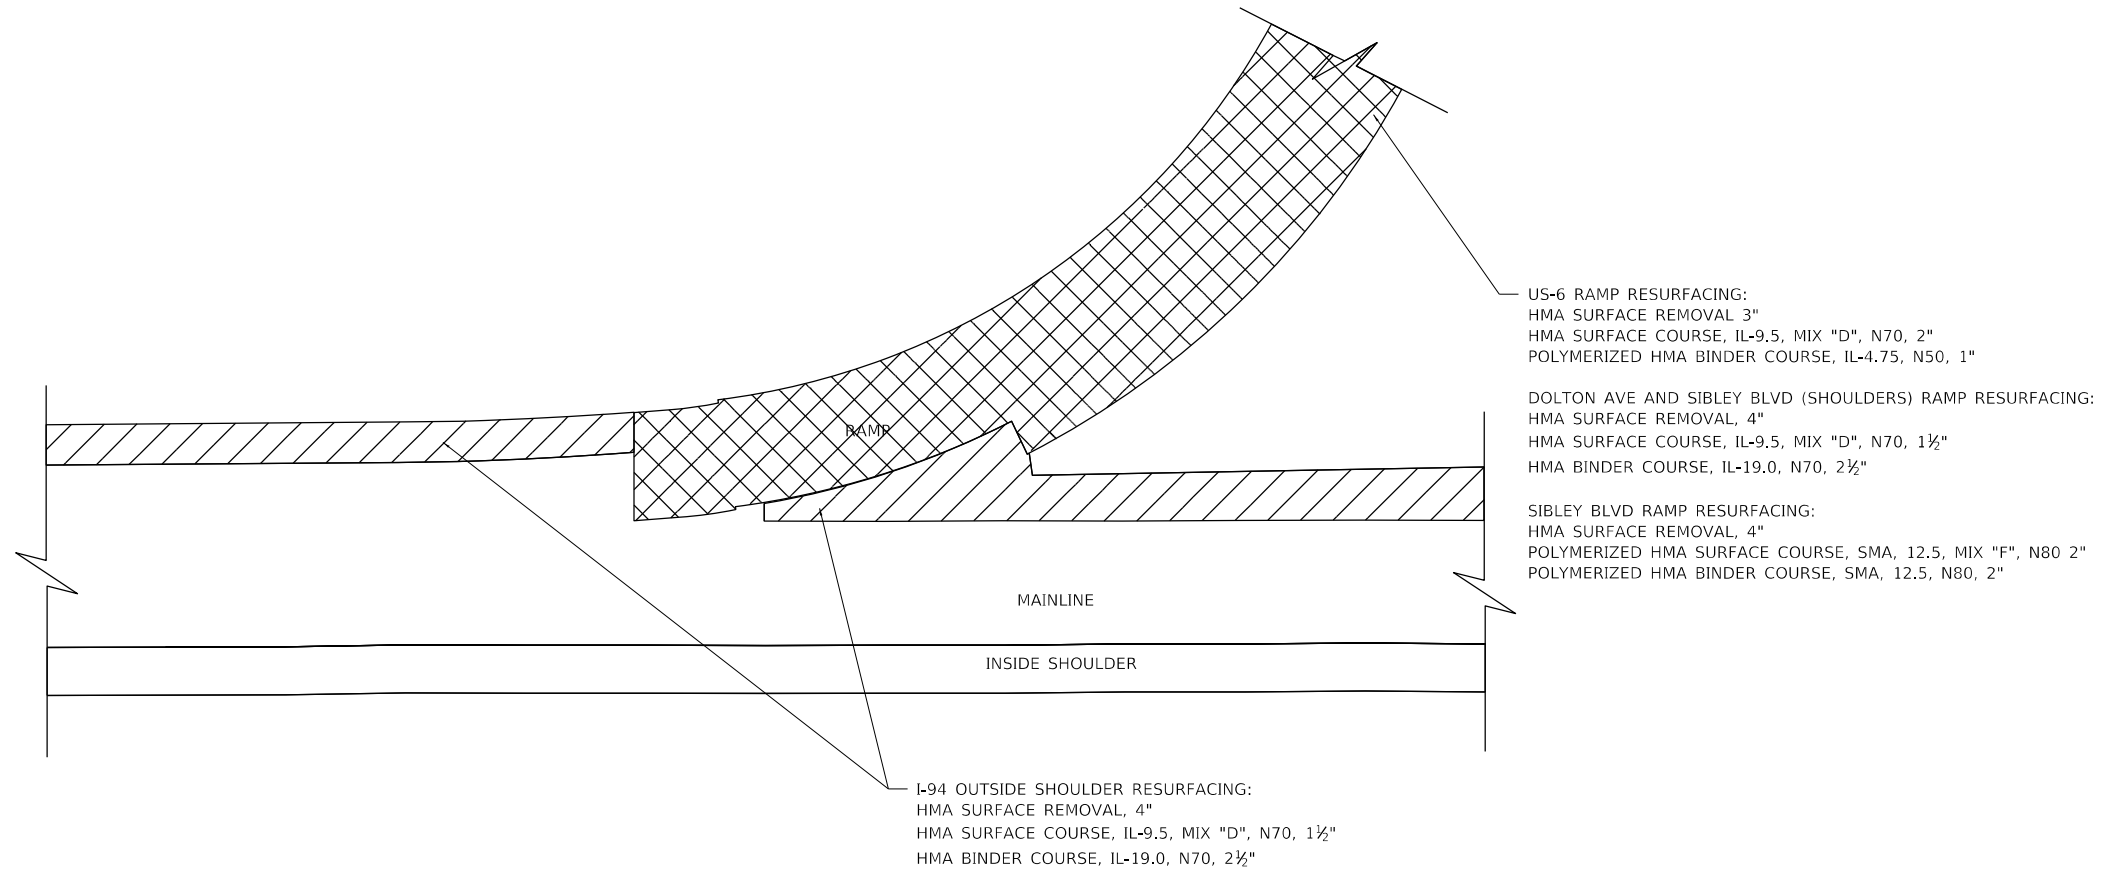 US-6 RAMP RESURFACING:
HMA SURFACE REMOVAL 3"
HMA SURFACE COURSE, IL-9.5, MIX "D", N70, 2"
POLYMERIZED HMA BINDER COURSE, IL-4.75, N50, 1"
DOLTON AVE AND SIBLEY BLVD (SHOULDERS) RAMP RESURFACING:
HMA SURFACE REMOVAL, 4"
HMA SURFACE COURSE, IL-9.5, MIX "D", N70, 1½"
HMA BINDER COURSE, IL-19.0, N70, 2½"
SIBLEY BLVD RAMP RESURFACING:
HMA SURFACE REMOVAL, 4"
POLYMERIZED HMA SURFACE COURSE, SMA, 12.5, MIX "F", N80 2"
POLYMERIZED HMA BINDER COURSE, SMA, 12.5, N80, 2"
RAMP
MAINLINE
INSIDE SHOULDER
I-94 OUTSIDE SHOULDER RESURFACING:
HMA SURFACE REMOVAL, 4"
HMA SURFACE COURSE, IL-9.5, MIX "D", N70, 1½"
HMA BINDER COURSE, IL-19.0, N70, 2½"